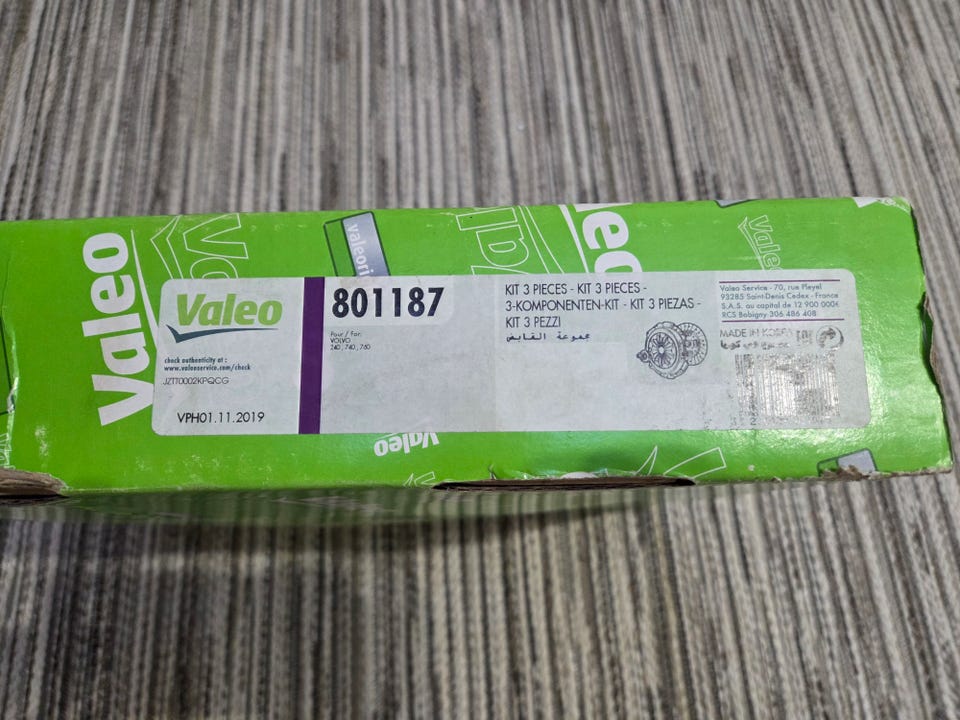 Valeo
valeo
Valeo
801187
Pour / For:
VOLVO
240, 740, 760
KIT 3 PIECES - KIT 3 PIECES -
3-KOMPONENTEN-KIT - KIT 3 PIEZAS -
KIT 3 PEZZI
مجموعة القابض
Valeo Service - 70, rue Pleyel
93285 Saint-Denis Cedex - France
S.A.S. au capital de 12 900 000€
RCS Bobigny 306 486 408
MADE IN KOREA
check authenticity at :
www.valeoservice.com/check
JZTT0002KPQCG
VPH01.11.2019
Valeo
Valeo